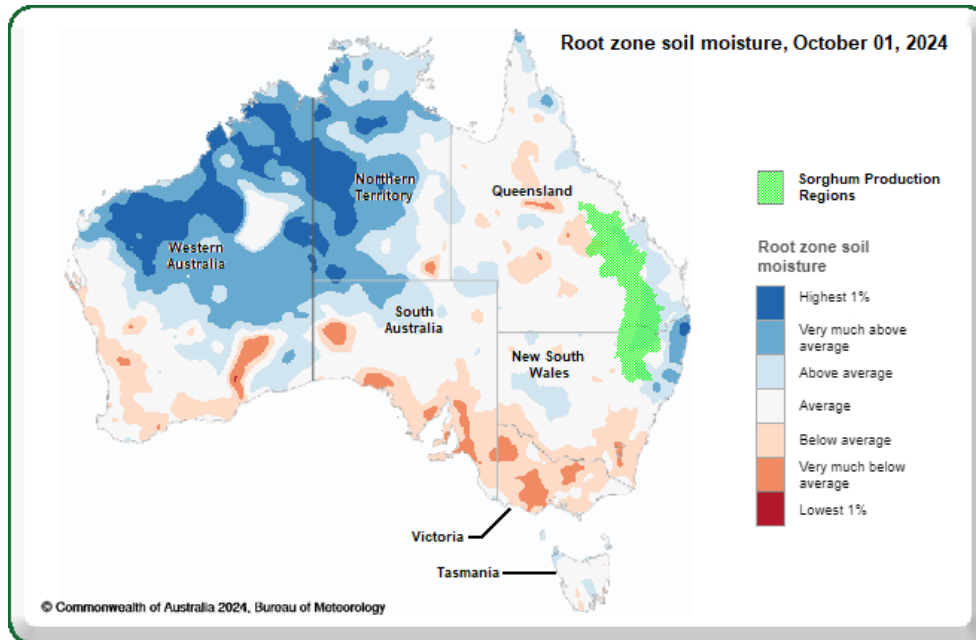 Root zone soil moisture, October 01, 2024
Northern
Territory
Queensland
Western
Australia
South
Australia
New South
Wales
Victoria
Tasmania
Sorghum Production
Regions
Root zone soil
moisture
Highest 1%
Very much above
average
Above average
Average
Below average
Very much below
average
Lowest 1%
© Commonwealth of Australia 2024, Bureau of Meteorology